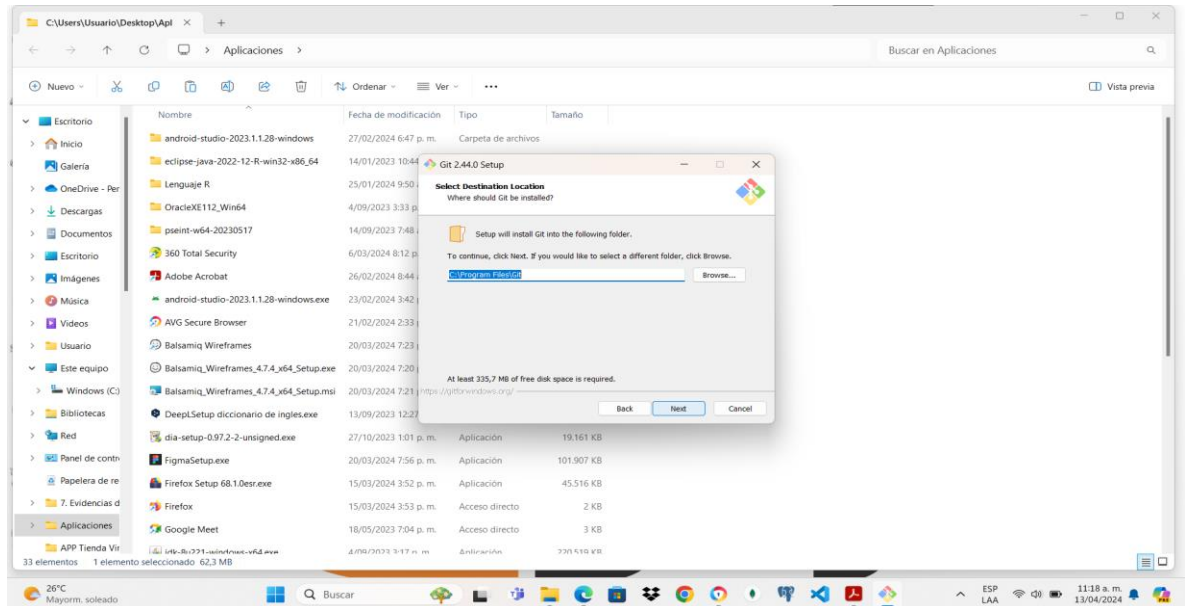 C:\Users\Usuario\Desktop\Apl
Aplicaciones
Buscar en Aplicaciones
Nuevo
Ordenar
Ver
Vista previa
Nombre Fecha de modificación Tipo Tamaño
Escritorio
Inicio
Galería
OneDrive - Per
Descargas
Documentos
Escritorio
Imágenes
Música
Videos
Usuario
Este equipo
Windows (C:)
Bibliotecas
Red
Panel de contr
Papelera de re
7. Evidencias d
Aplicaciones
APP Tienda Vir
android-studio-2023.1.1.28-windows 27/02/2024 6:47 p. m. Carpeta de archivos
eclipse-java-2022-12-R-win32-x86_64 14/01/2023 10:44
Lenguaje R 25/01/2024 9:50
OracleXE112_Win64 4/09/2023 3:33 p
pseint-w64-20230517 14/09/2023 7:48
360 Total Security 6/03/2024 8:12 p
Adobe Acrobat 26/02/2024 8:44
android-studio-2023.1.1.28-windows.exe 23/02/2024 3:42
AVG Secure Browser 21/02/2024 2:33
Balsamiq Wireframes 20/03/2024 7:23
Balsamiq_Wireframes_4.7.4_x64_Setup.exe 20/03/2024 7:20
Balsamiq_Wireframes_4.7.4_x64_Setup.msi 20/03/2024 7:21
DeepLSetup diccionario de ingles.exe 13/09/2023 12:27
dia-setup-0.97.2-2-unsigned.exe 27/10/2023 1:01 p. m. Aplicación 19.161 KB
FigmaSetup.exe 20/03/2024 7:56 p. m. Aplicación 101.907 KB
Firefox Setup 68.1.0esr.exe 15/03/2024 3:52 p. m. Aplicación 45.516 KB
Firefox 15/03/2024 3:53 p. m. Acceso directo 2 KB
Google Meet 18/05/2023 7:04 p. m. Acceso directo 3 KB
jdk-8u221-windows-x64.exe 4/09/2023 3:17 p. m. Aplicación 220.519 KB
Git 2.44.0 Setup
Select Destination Location
Where should Git be installed?
Setup will install Git into the following folder.
To continue, click Next. If you would like to select a different folder, click Browse.
C:\Program Files\Git
Browse...
At least 335,7 MB of free disk space is required.
https://gitforwindows.org/
Back Next Cancel
33 elementos 1 elemento seleccionado 62,3 MB
26°C
Mayorm. soleado
Buscar
ESP
LAA
11:18 a. m.
13/04/2024